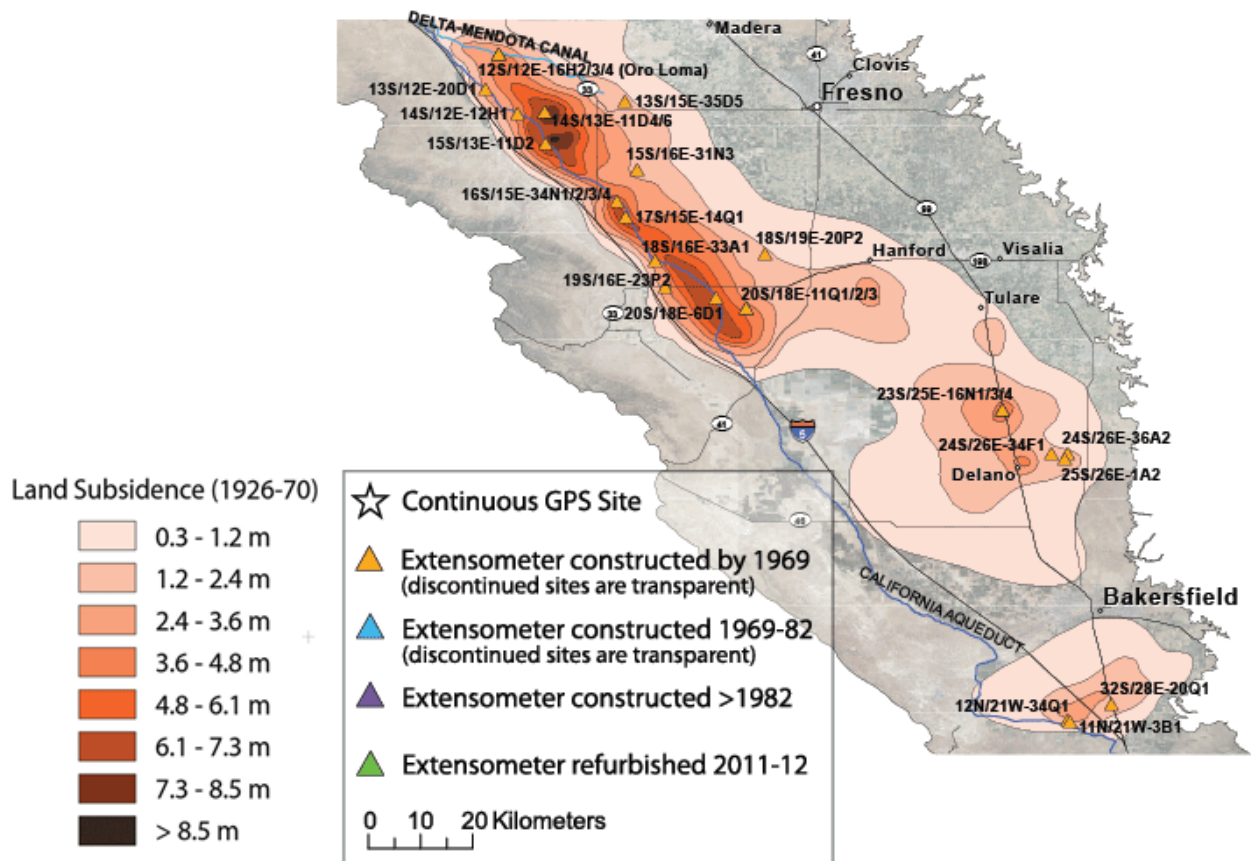 DELTA-MENDOTA CANAL
Madera
41
Clovis
12S/12E-16H2/3/4 (Oro Loma)
13S/12E-20D1
33
13S/15E-35D5
Fresno
14S/12E-12H1
14S/13E-11D4/6
15S/13E-11D2
15S/16E-31N3
16S/15E-34N1/2/3/4
99
17S/15E-14Q1
18S/16E-33A1
18S/19E-20P2
Hanford
198
Visalia
19S/16E-23P2
20S/18E-11Q1/2/3
Tulare
33
20S/18E-6D1
23S/25E-16N1/3/4
41
5
24S/26E-34F1
24S/26E-36A2
Delano
25S/26E-1A2
46
CALIFORNIA AQUEDUCT
Bakersfield
32S/28E-20Q1
12N/21W-34Q1
11N/21W-3B1
Land Subsidence (1926-70)
0.3 - 1.2 m
1.2 - 2.4 m
2.4 - 3.6 m
3.6 - 4.8 m
4.8 - 6.1 m
6.1 - 7.3 m
7.3 - 8.5 m
> 8.5 m
Continuous GPS Site
Extensometer constructed by 1969
(discontinued sites are transparent)
Extensometer constructed 1969-82
(discontinued sites are transparent)
Extensometer constructed >1982
Extensometer refurbished 2011-12
0 10 20 Kilometers